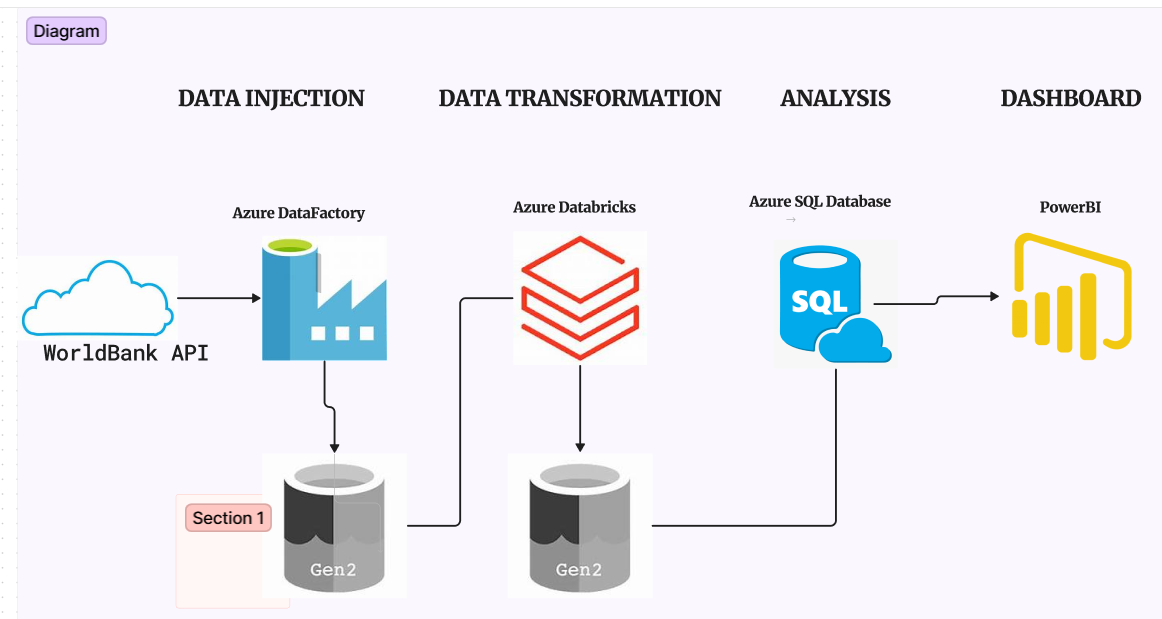 Diagram
DATA INJECTION
DATA TRANSFORMATION
ANALYSIS
DASHBOARD
Azure DataFactory
Azure Databricks
Azure SQL Database
PowerBI
SQL
WorldBank API
Section 1
Gen2
Gen2